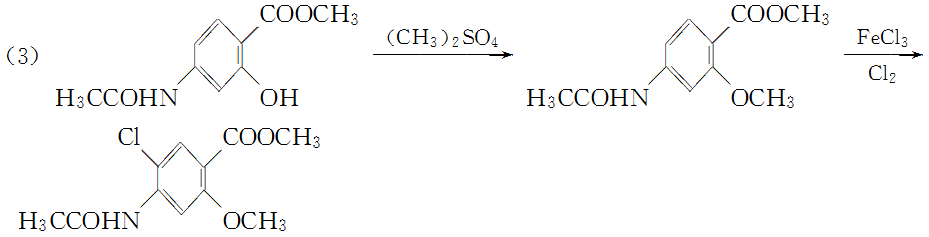 COOCH₃ (CH₃)₂SO₄ COOCH₃ FeCl₃
(3) Cl₂
H₃CCOHN OH H₃CCOHN OCH₃
Cl COOCH₃
H₃CCOHN OCH₃